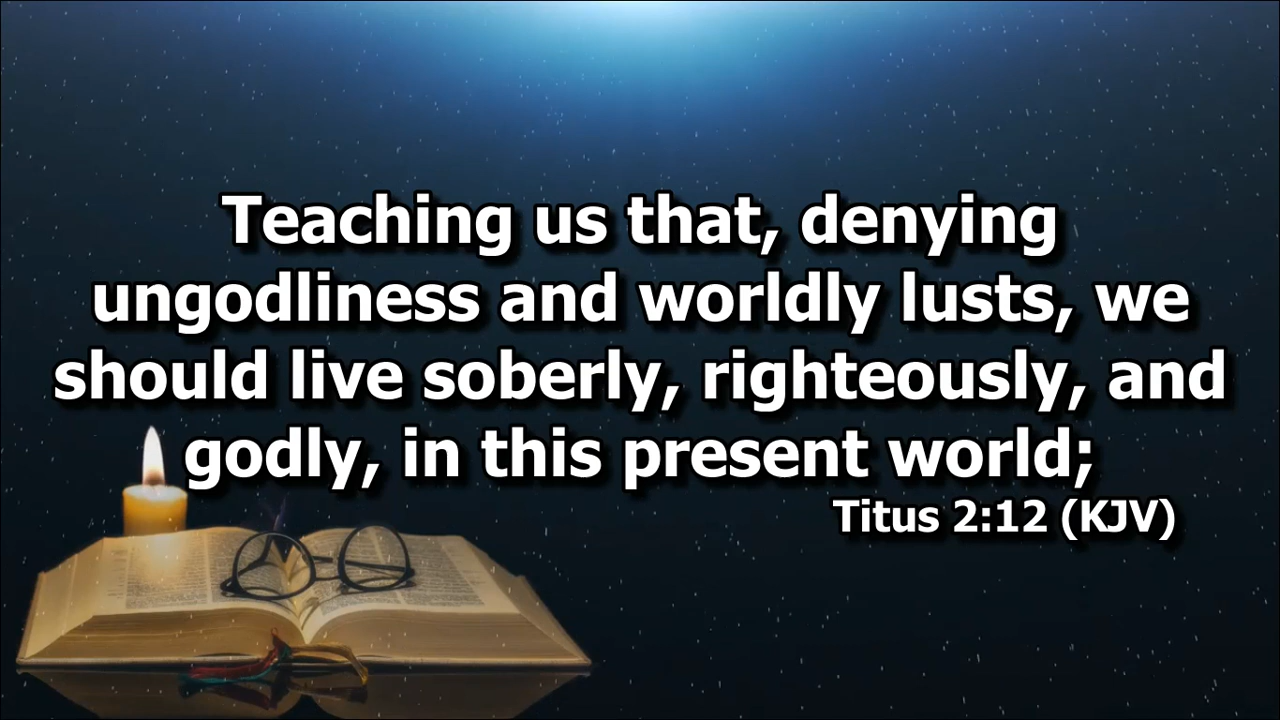 Teaching us that, denying
ungodliness and worldly lusts, we
should live soberly, righteously, and
godly, in this present world;
Titus 2:12 (KJV)